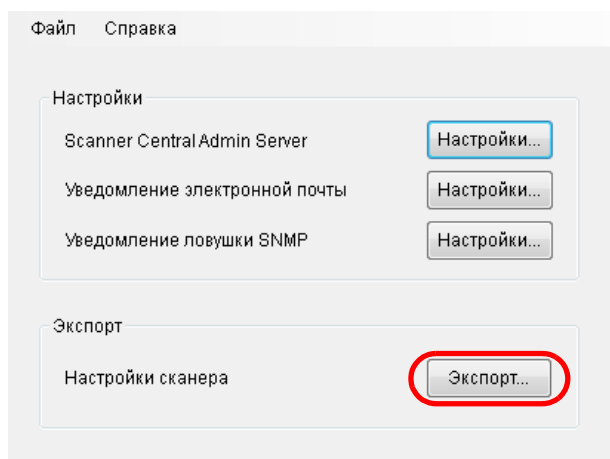 Файл Справка
Настройки
Scanner Central Admin Server Настройки...
Уведомление электронной почты Настройки...
Уведомление ловушки SNMP Настройки...
Экспорт
Настройки сканера Экспорт...